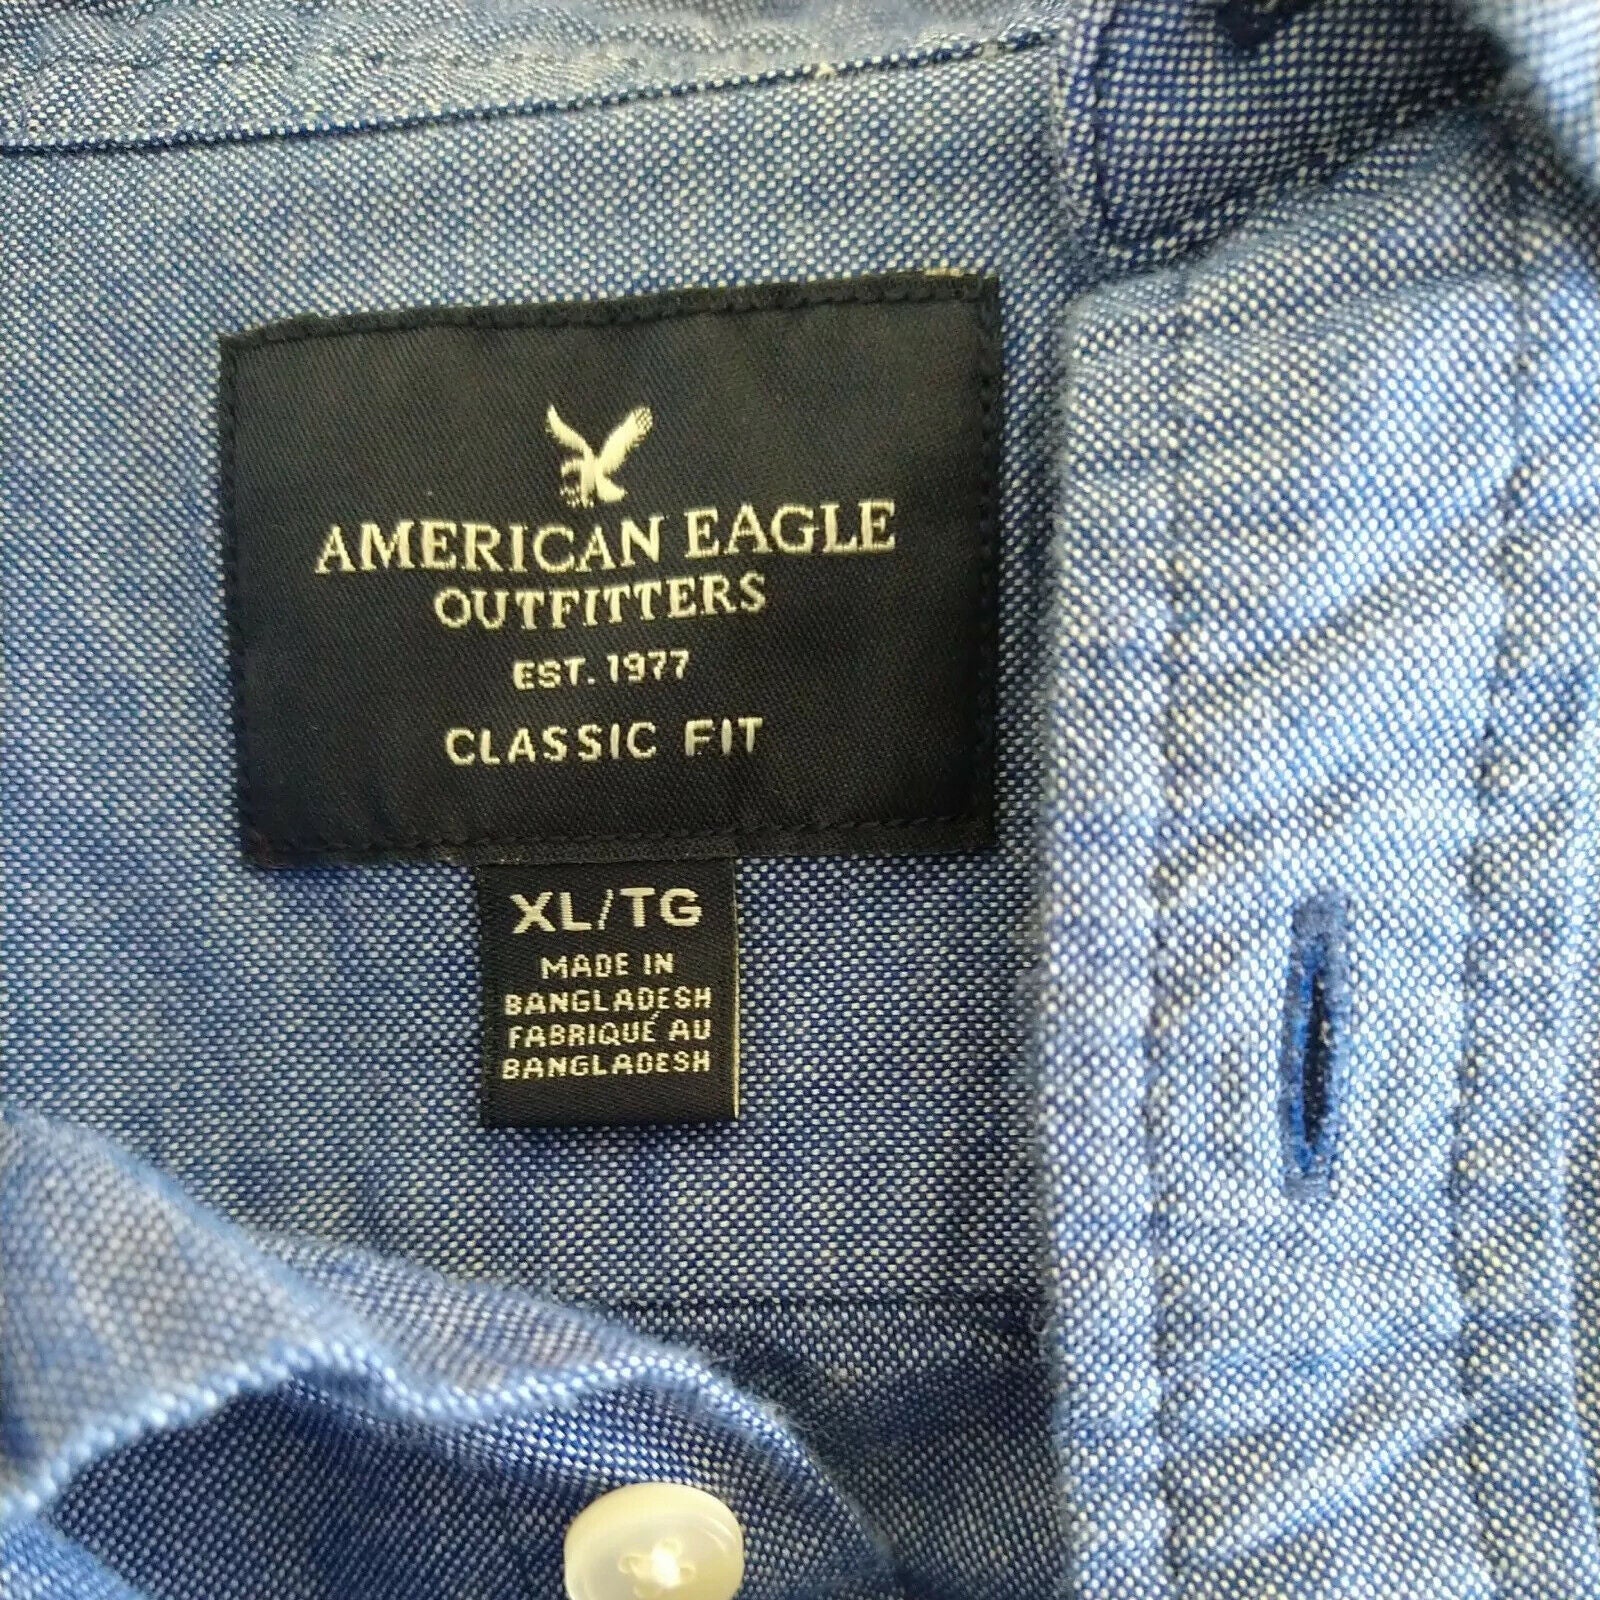 AMERICAN EAGLE
OUTFITTERS
EST. 1977
CLASSIC FIT
XL/TG
MADE IN
BANGLADESH
FABRIQUÉ AU
BANGLADESH